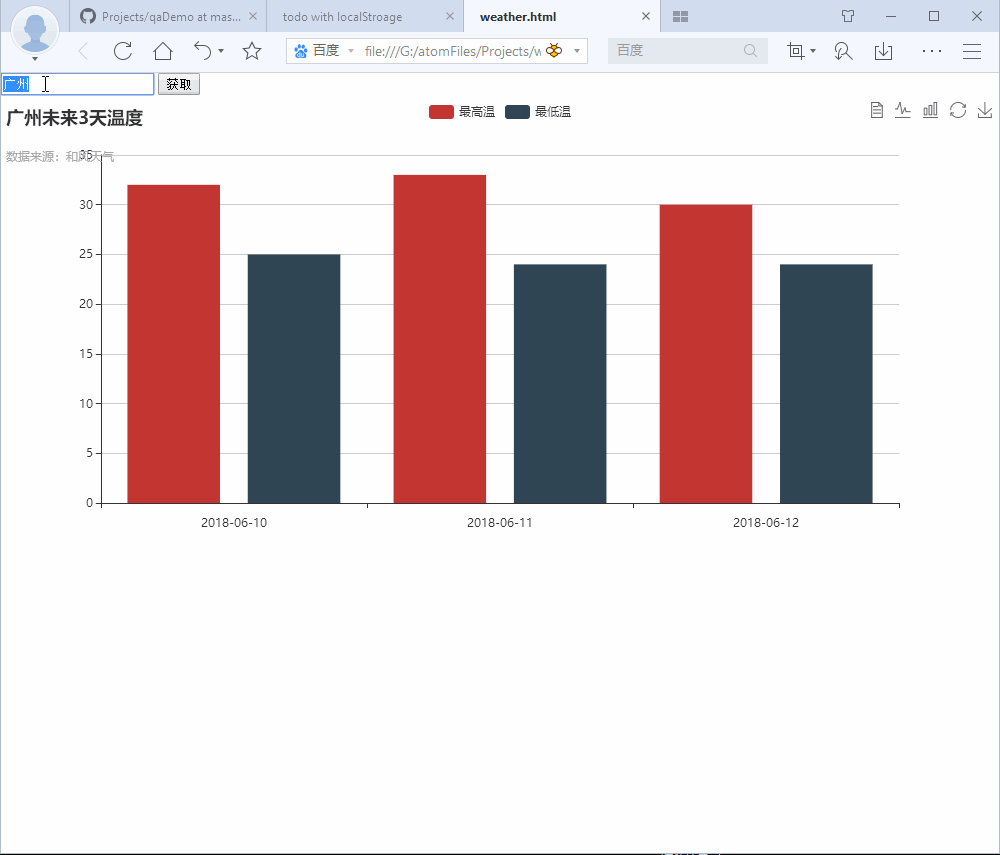 Projects/qaDemo at mas...
todo with localStroage
weather.html
百度
file:///G:/atomFiles/Projects/w
百度
广州
获取
广州未来3天温度
最高温
最低温
数据来源：和风天气
35
30
25
20
15
10
5
0
2018-06-10
2018-06-11
2018-06-12